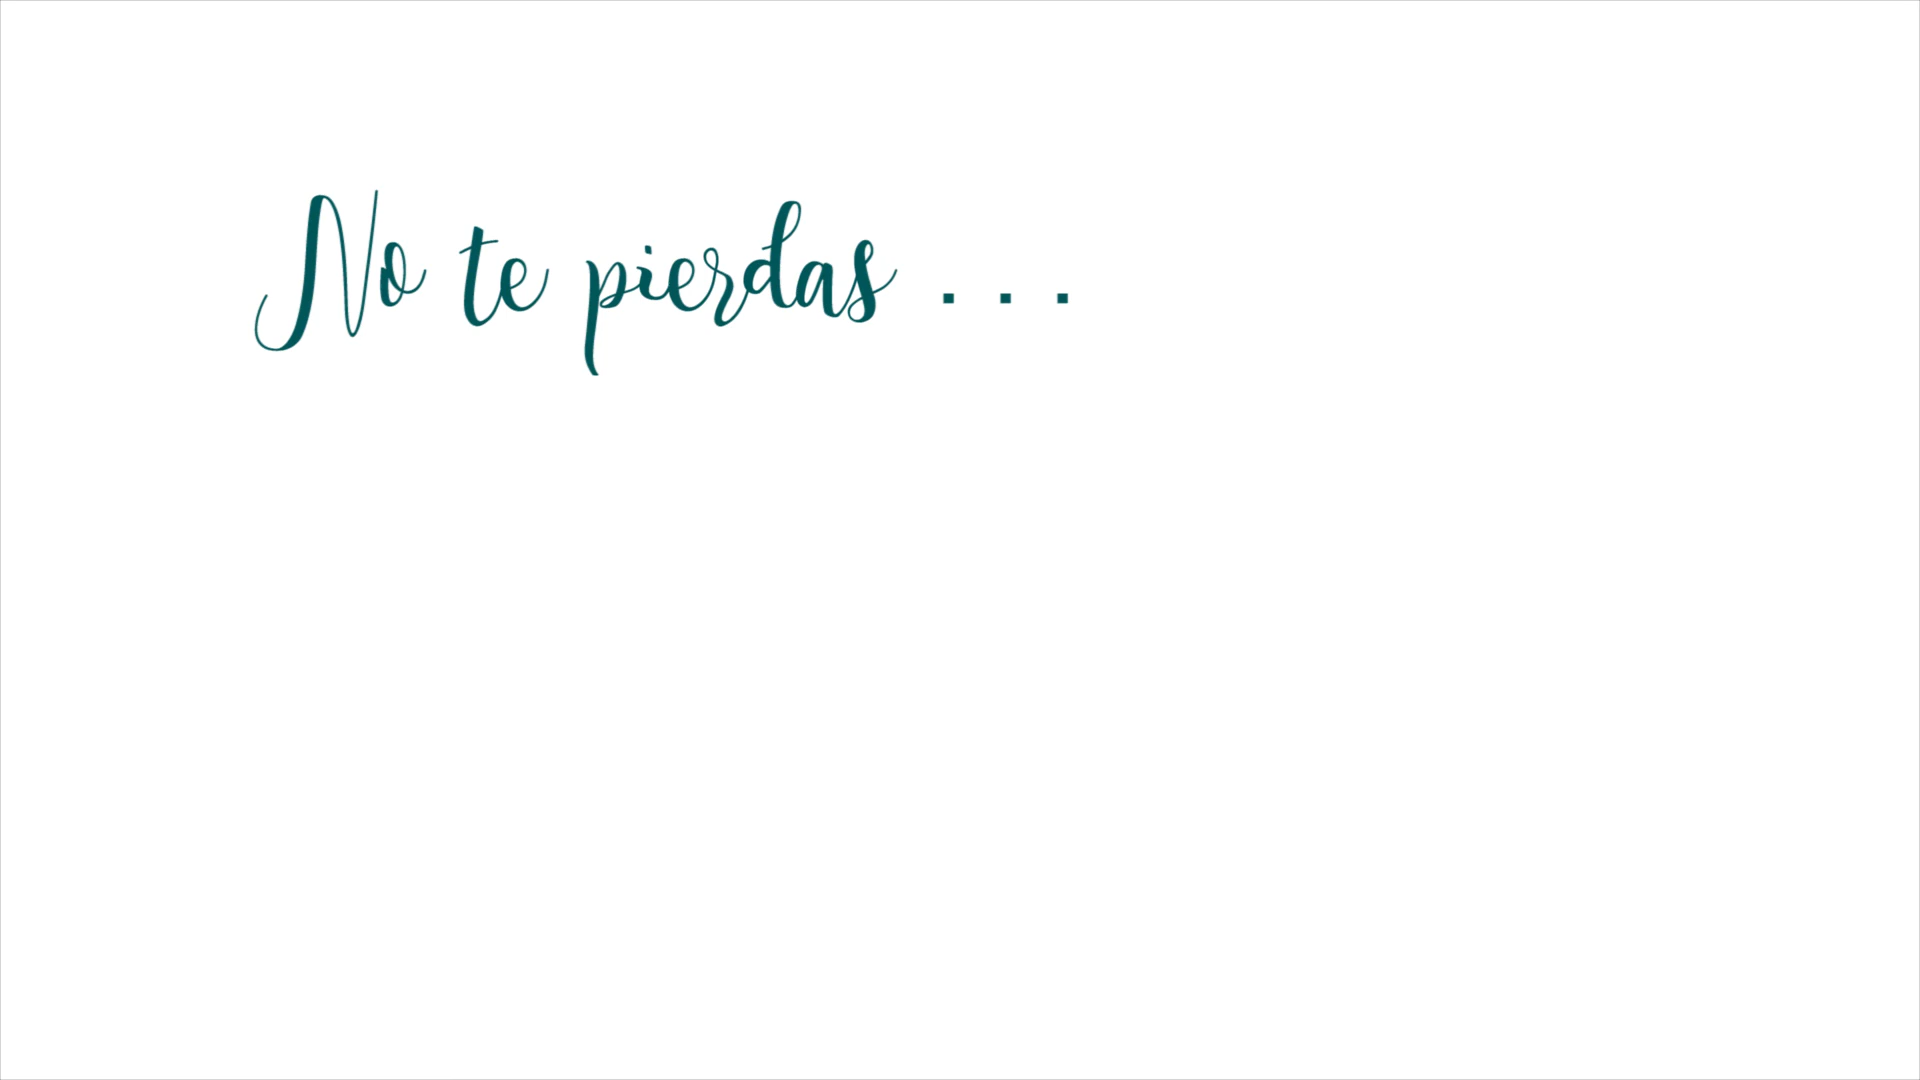 No te pierdas . . .